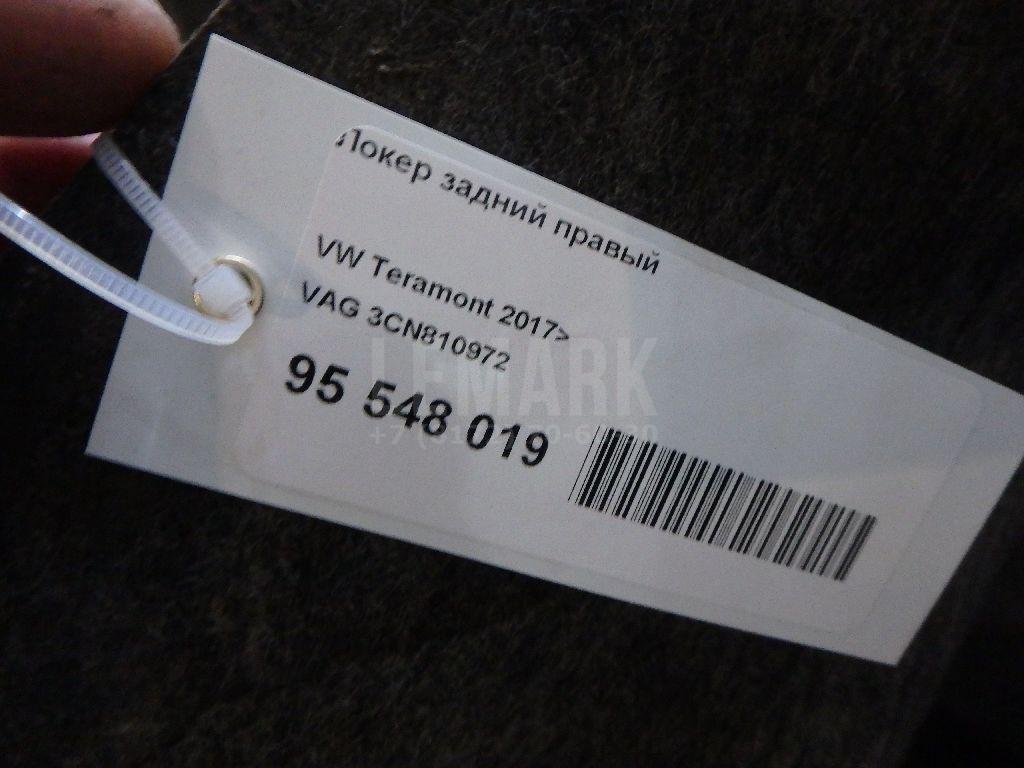 Локер задний правый
VW Teramont 2017>
VAG 3CN810972
95 548 019
LEMARK